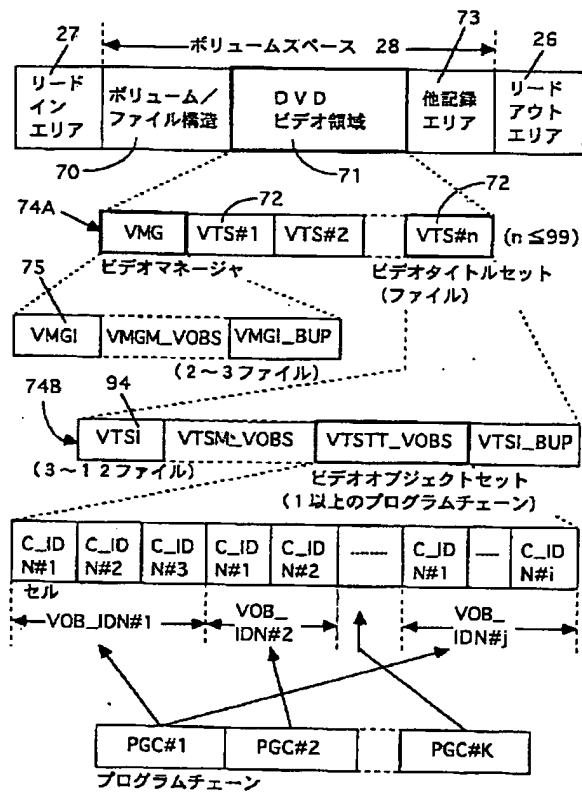 27
ボリュームスペース 28
73
26
リード
イン
エリア
ボリューム／
ファイル構造
DVD
ビデオ領域
他記録
エリア
リード
アウト
エリア
70
71
74A
72
72
VMG
VTS#1
VTS#2
VTS#n
(n≦99)
ビデオマネージャ
ビデオタイトルセット
(ファイル)
75
VMGI
VMGM_VOBS
VMGI_BUP
(2～3ファイル)
74B
94
VTSI
VTSM_VOBS
VTSTT_VOBS
VTSI_BUP
(3～12ファイル)
ビデオオブジェクトセット
(1以上のプログラムチェーン)
C_ID
N#1
C_ID
N#2
C_ID
N#3
C_ID
N#1
C_ID
N#2
C_ID
N#1
C_ID
N#i
セル
VOB_IDN#1
VOB_
IDN#2
VOB_
IDN#j
PGC#1
PGC#2
PGC#K
プログラムチェーン